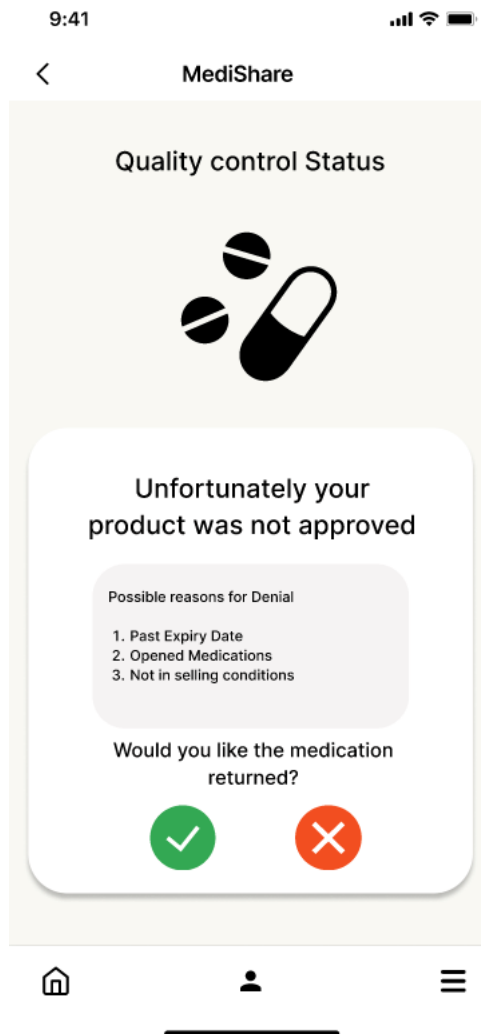 9:41
MediShare
Quality control Status
Unfortunately your
product was not approved
Possible reasons for Denial
1. Past Expiry Date
2. Opened Medications
3. Not in selling conditions
Would you like the medication
returned?